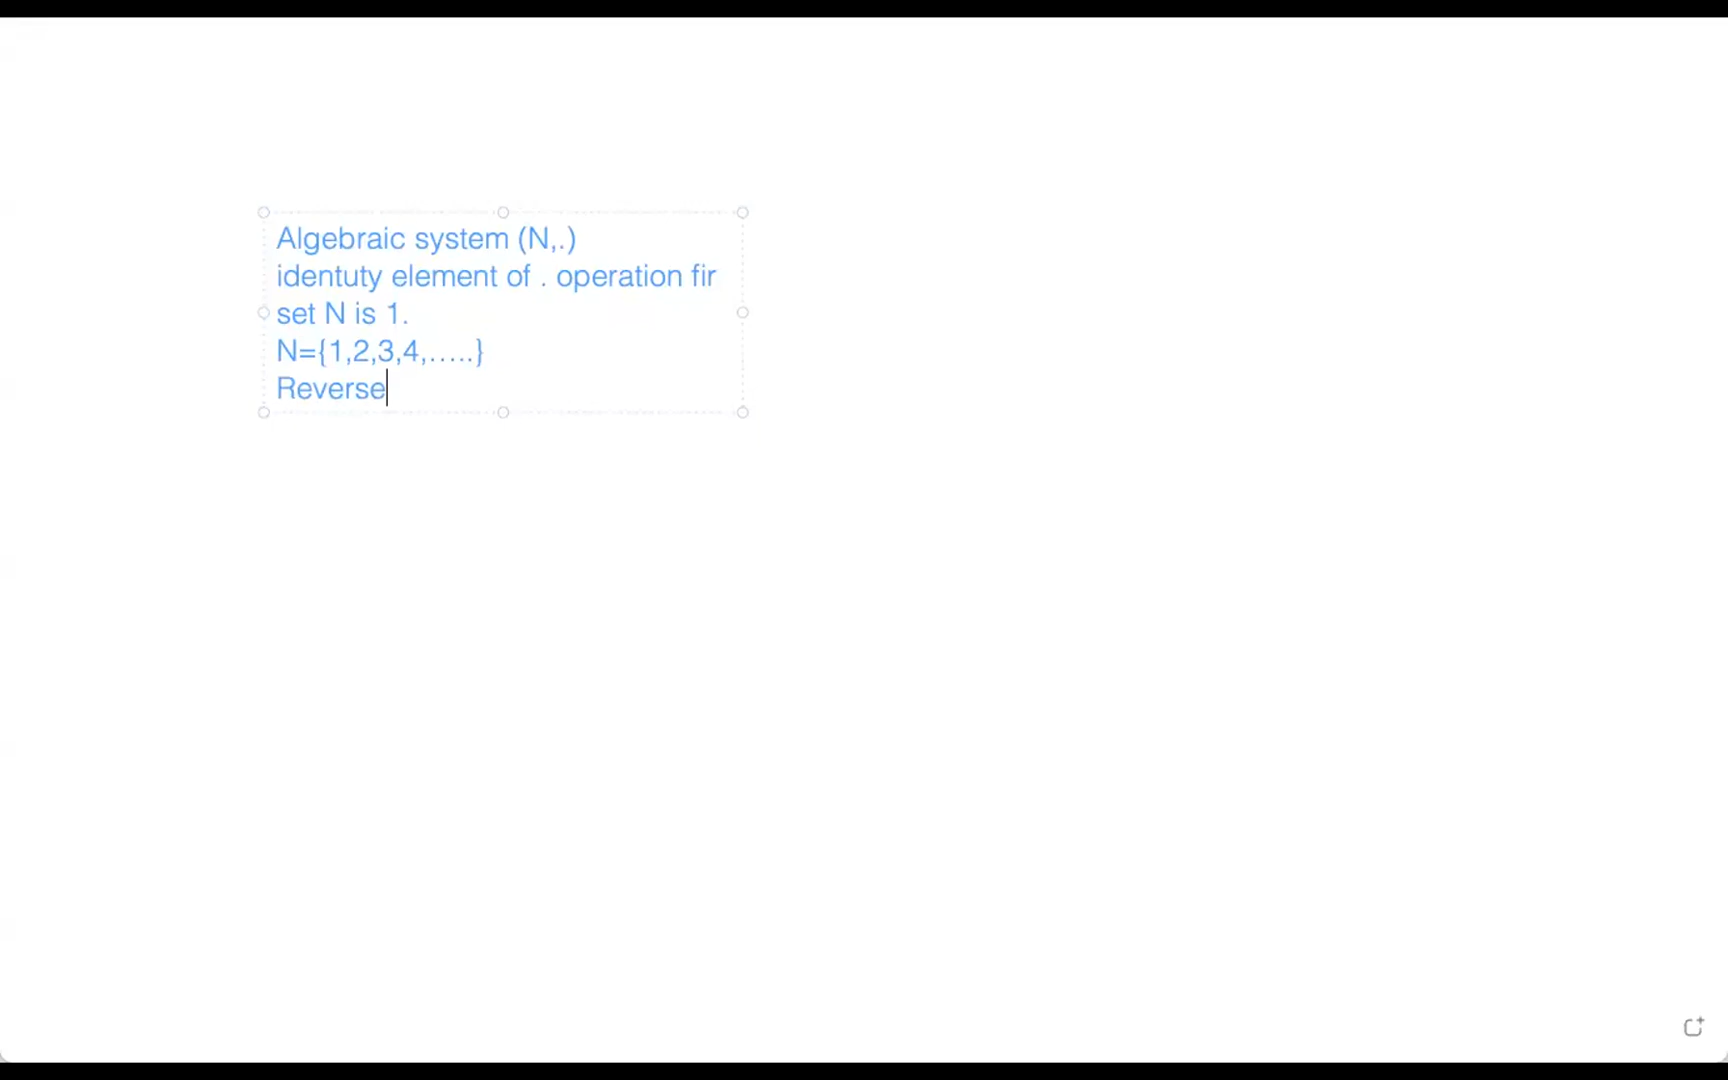 Algebraic system (N,.)
identuty element of . operation fir
set N is 1.
N={1,2,3,4,…..}
Reverse